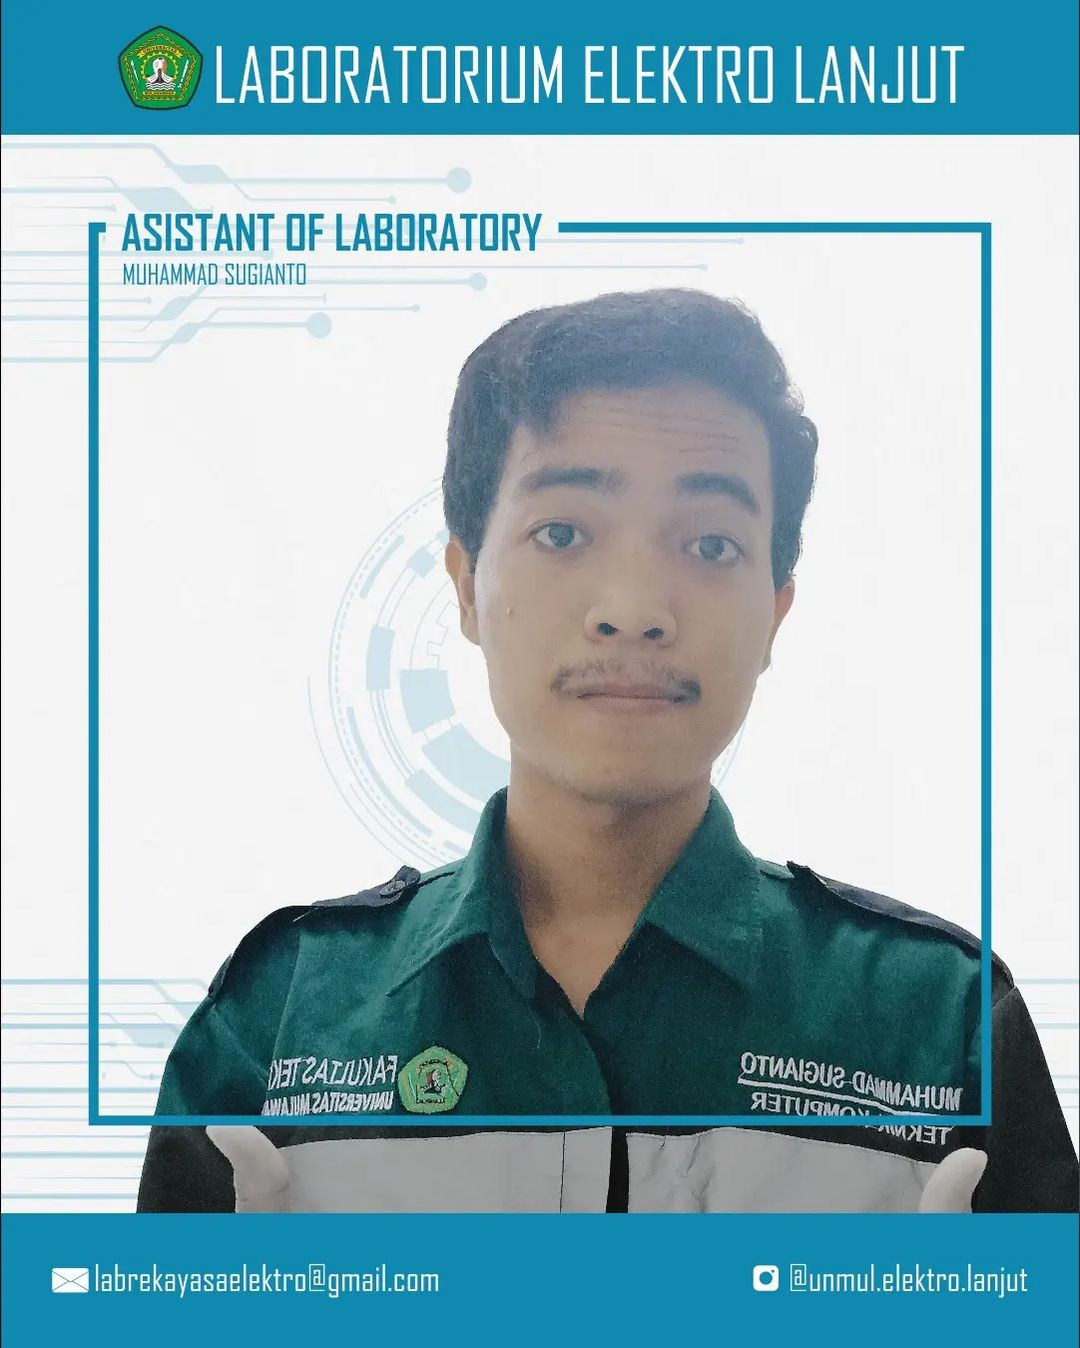 LABORATORIUM ELEKTRO LANJUT
ASISTANT OF LABORATORY
MUHAMMAD SUGIANTO
FAKULTAS TEK
UNIVERSITAS MULAWA
MUHAMMAD SUGIANTO
TEKNIK KOMPUTER
labrekayasaelektro@gmail.com
@unmul.elektro.lanjut